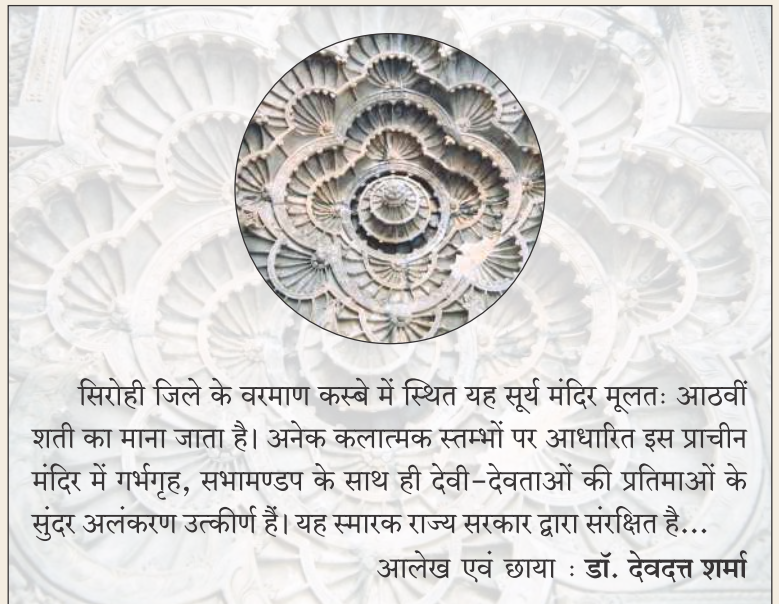 सिरोही जिले के वरमाण कस्बे में स्थित यह सूर्य मंदिर मूलतः आठवीं
शती का माना जाता है। अनेक कलात्मक स्तम्भों पर आधारित इस प्राचीन
मंदिर में गर्भगृह, सभामण्डप के साथ ही देवी-देवताओं की प्रतिमाओं के
सुंदर अलंकरण उत्कीर्ण हैं। यह स्मारक राज्य सरकार द्वारा संरक्षित है...
आलेख एवं छाया : डॉ. देवदत्त शर्मा